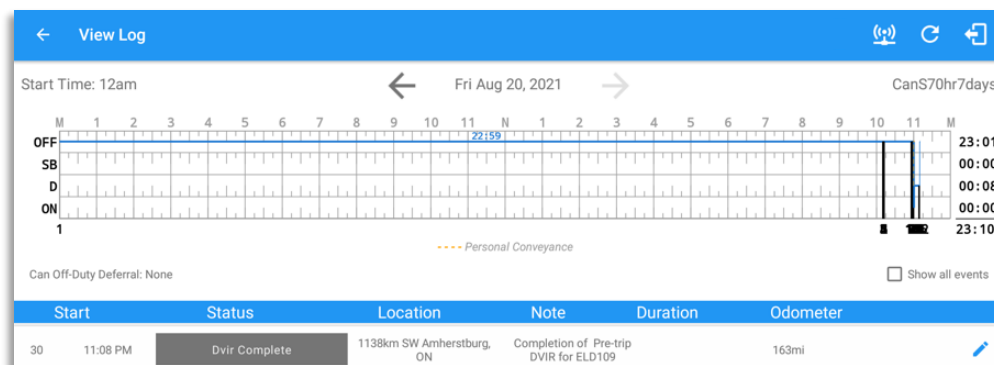 View Log
Start Time: 12am
Fri Aug 20, 2021
CanS70hr7days
M 1 2 3 4 5 6 7 8 9 10 11 N 1 2 3 4 5 6 7 8 9 10 11 M
22:59
OFF 23:01
SB 00:00
D 00:08
ON 00:00
1 23:10
Personal Conveyance
Can Off-Duty Deferral: None
Show all events
Start Status Location Note Duration Odometer
30 11:08 PM Dvir Complete 1138km SW Amherstburg, Completion of Pre-trip 163mi
ON DVIR for ELD109